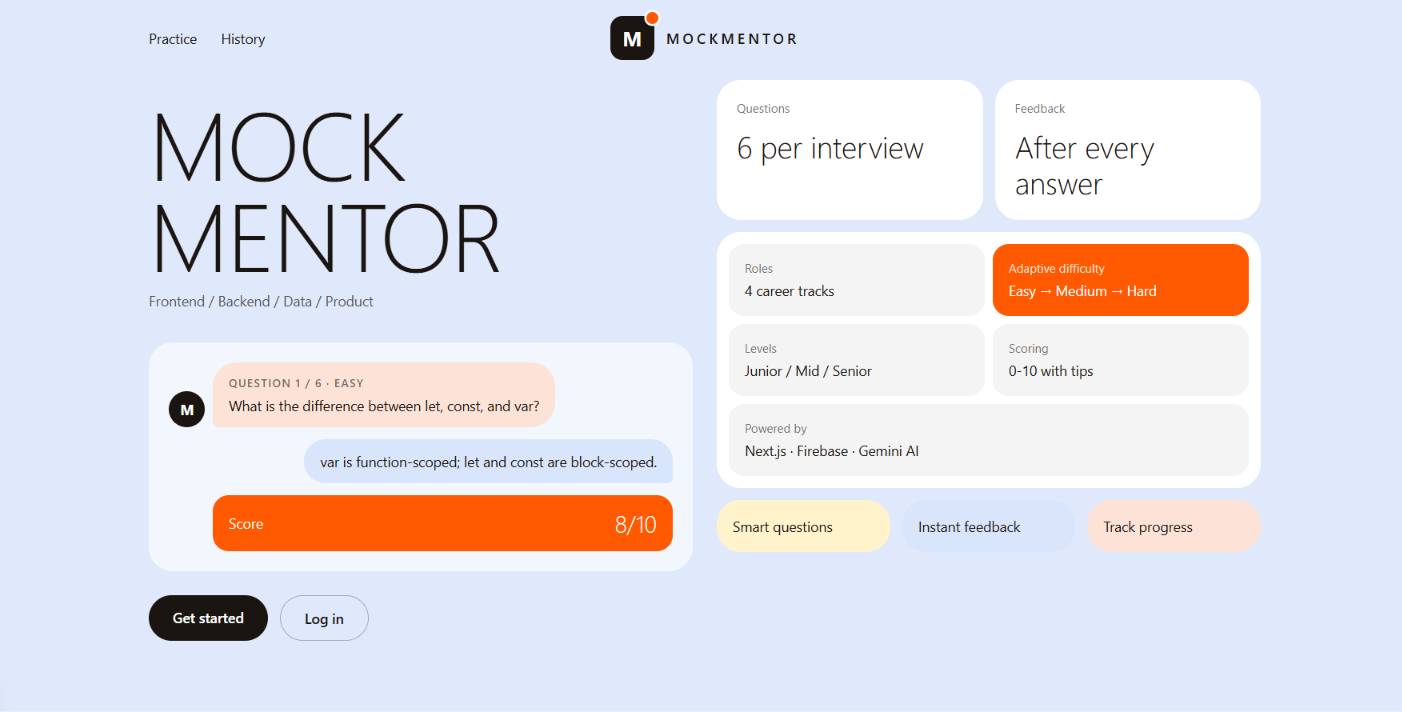 Practice
History
M
MOCKMENTOR
MOCK
MENTOR
Frontend / Backend / Data / Product
M
QUESTION 1 / 6 · EASY
What is the difference between let, const, and var?
var is function-scoped; let and const are block-scoped.
Score
8/10
Get started
Log in
Questions
6 per interview
Feedback
After every
answer
Roles
4 career tracks
Adaptive difficulty
Easy → Medium → Hard
Levels
Junior / Mid / Senior
Scoring
0-10 with tips
Powered by
Next.js · Firebase · Gemini AI
Smart questions
Instant feedback
Track progress